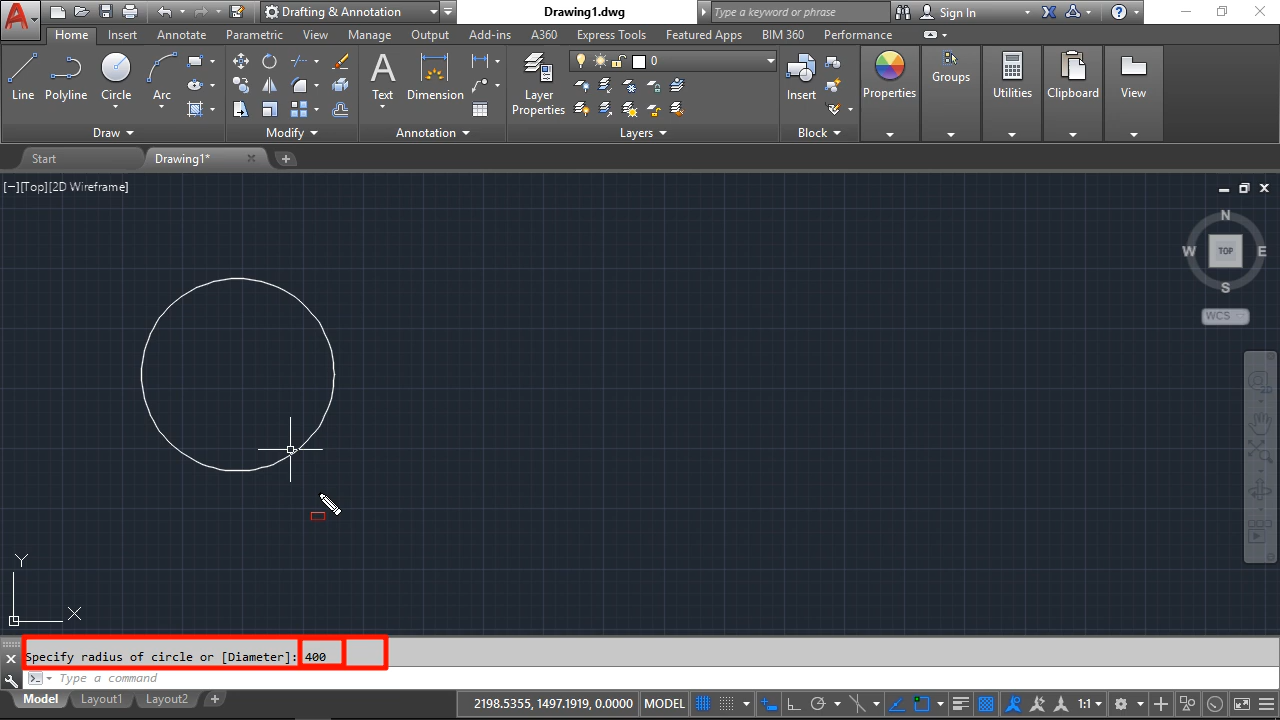 Drafting & Annotation
Drawing1.dwg
Type a keyword or phrase
Sign In
Home Insert Annotate Parametric View Manage Output Add-ins A360 Express Tools Featured Apps BIM 360 Performance
Line Polyline Circle Arc
Draw
Modify
Text Dimension
Annotation
Layer Properties
0
Layers
Insert
Block
Properties
Groups
Utilities
Clipboard
View
Start
Drawing1*
[−][Top][2D Wireframe]
N
W TOP E
S
WCS
Y
X
Specify radius of circle or [Diameter]: 400
Type a command
Model Layout1 Layout2
2198.5355, 1497.1919, 0.0000 MODEL 1:1